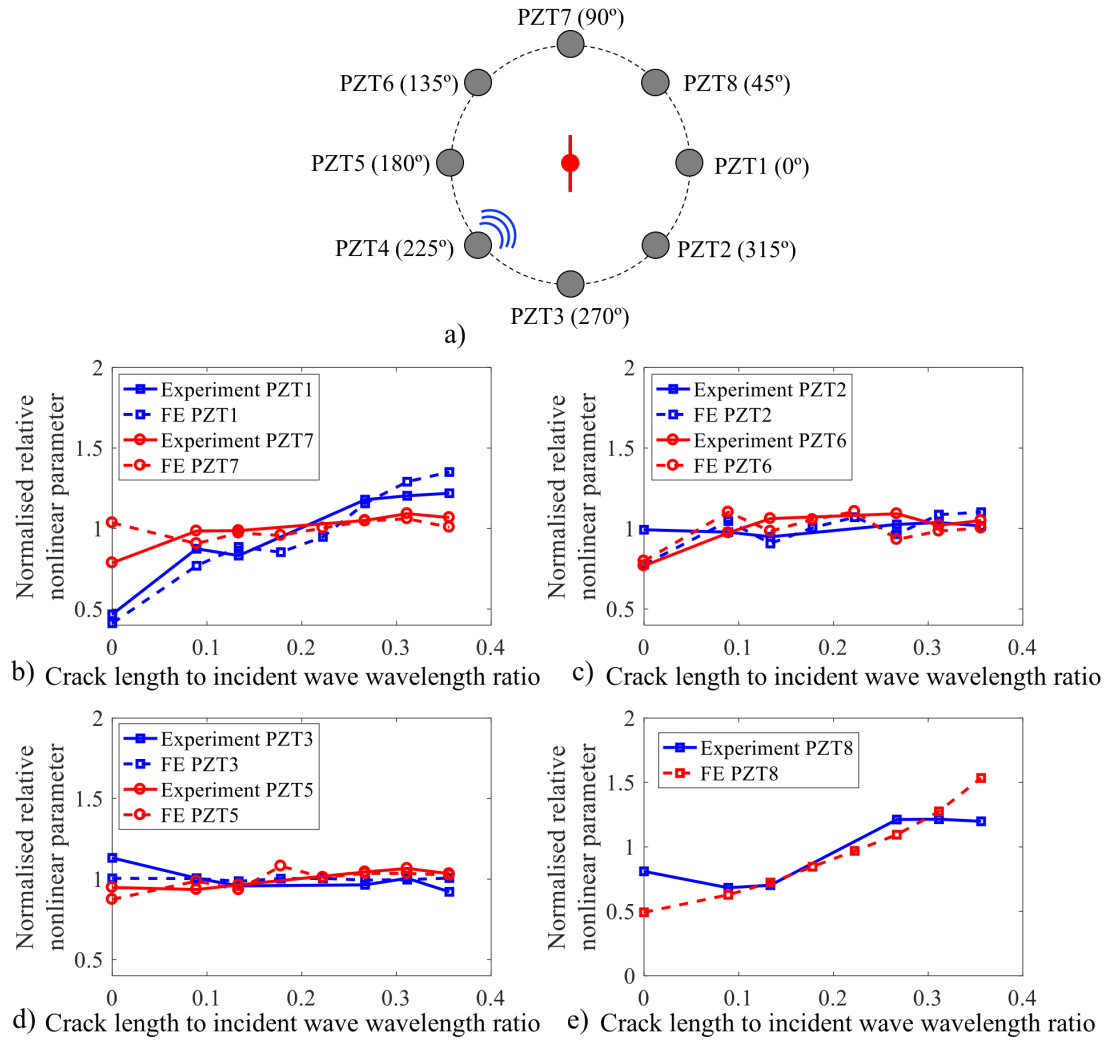 PZT7 (90º)
PZT6 (135º)
PZT8 (45º)
PZT5 (180º)
PZT1 (0º)
PZT4 (225º)
PZT2 (315º)
PZT3 (270º)
a)
Normalised relative
nonlinear parameter
2
1.5
1
0.5
Experiment PZT1
FE PZT1
Experiment PZT7
FE PZT7
0 0.1 0.2 0.3 0.4
b) Crack length to incident wave wavelength ratio
Normalised relative
nonlinear parameter
2
1.5
1
0.5
Experiment PZT2
FE PZT2
Experiment PZT6
FE PZT6
0 0.1 0.2 0.3 0.4
c) Crack length to incident wave wavelength ratio
Normalised relative
nonlinear parameter
2
1.5
1
0.5
Experiment PZT3
FE PZT3
Experiment PZT5
FE PZT5
0 0.1 0.2 0.3 0.4
d) Crack length to incident wave wavelength ratio
Normalised relative
nonlinear parameter
2
1.5
1
0.5
0
Experiment PZT8
FE PZT8
0 0.1 0.2 0.3 0.4
e) Crack length to incident wave wavelength ratio